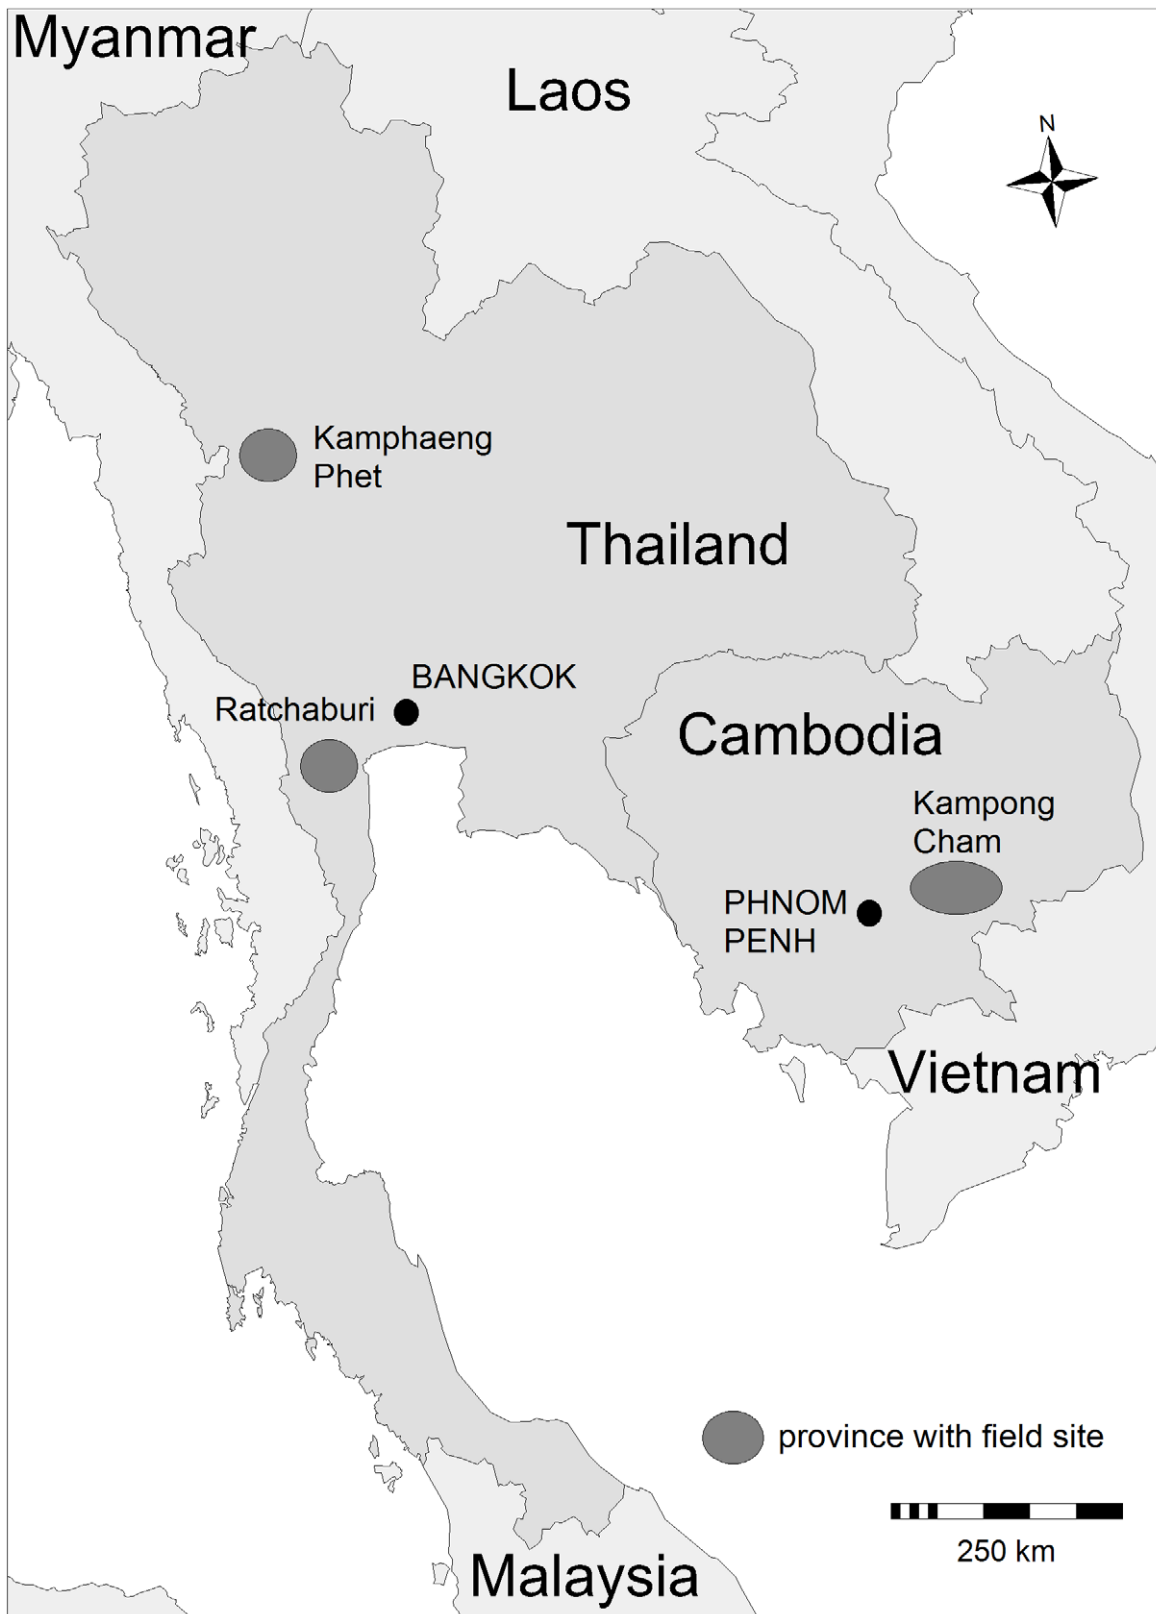 Myanmar
Laos
N
Kamphaeng
Phet
Thailand
BANGKOK
Ratchaburi
Cambodia
Kampong
Cham
PHNOM
PENH
Vietnam
province with field site
250 km
Malaysia